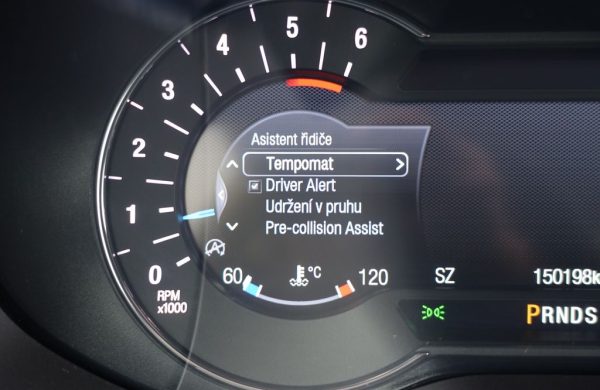 6
5
4
3
2
1
0
RPM
x1000
Asistent řidiče
Tempomat
Driver Alert
Udržení v pruhu
Pre-collision Assist
60 °C 120 SZ 150198k
PRNDS